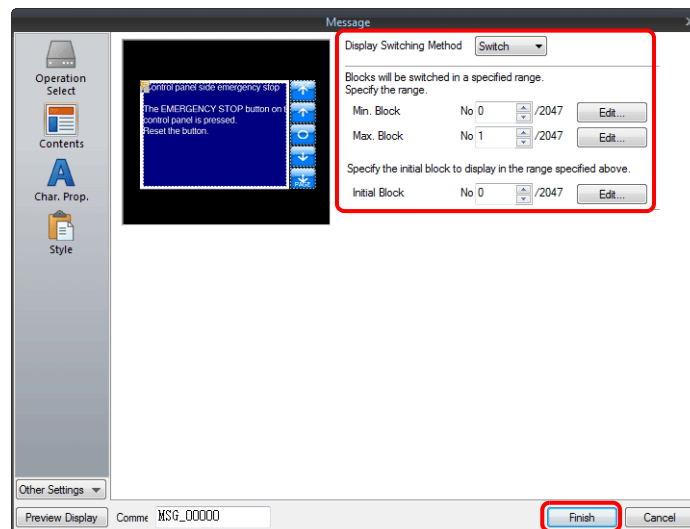 Message
Operation
Select
Contents
Char. Prop.
Style
Other Settings
Control panel side emergency stop
The EMERGENCY STOP button on t
control panel is pressed.
Reset the button.
PAGE
Display Switching Method Switch
Blocks will be switched in a specified range.
Specify the range.
Min. Block No 0 /2047 Edit...
Max. Block No 1 /2047 Edit...
Specify the initial block to display in the range specified above.
Initial Block No 0 /2047 Edit...
Preview Display Comme MSG_00000 Finish Cancel